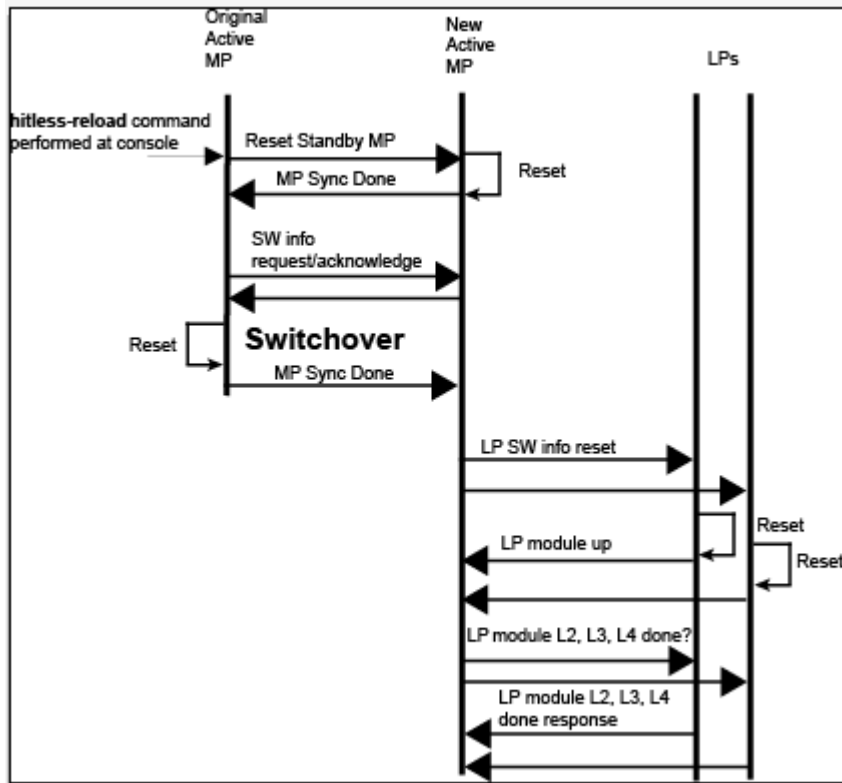 Original
Active
MP
New
Active
MP
LPs
hitless-reload command
performed at console
Reset Standby MP
Reset
MP Sync Done
SW info
request/acknowledge
Reset
Switchover
MP Sync Done
LP SW info reset
Reset
LP module up
Reset
LP module L2, L3, L4 done?
LP module L2, L3, L4
done response